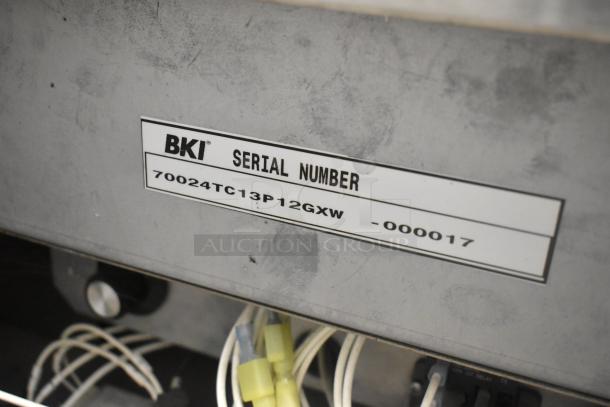 BKI® SERIAL NUMBER
70024TC13P12GXW -000017
AUCTION GROUP